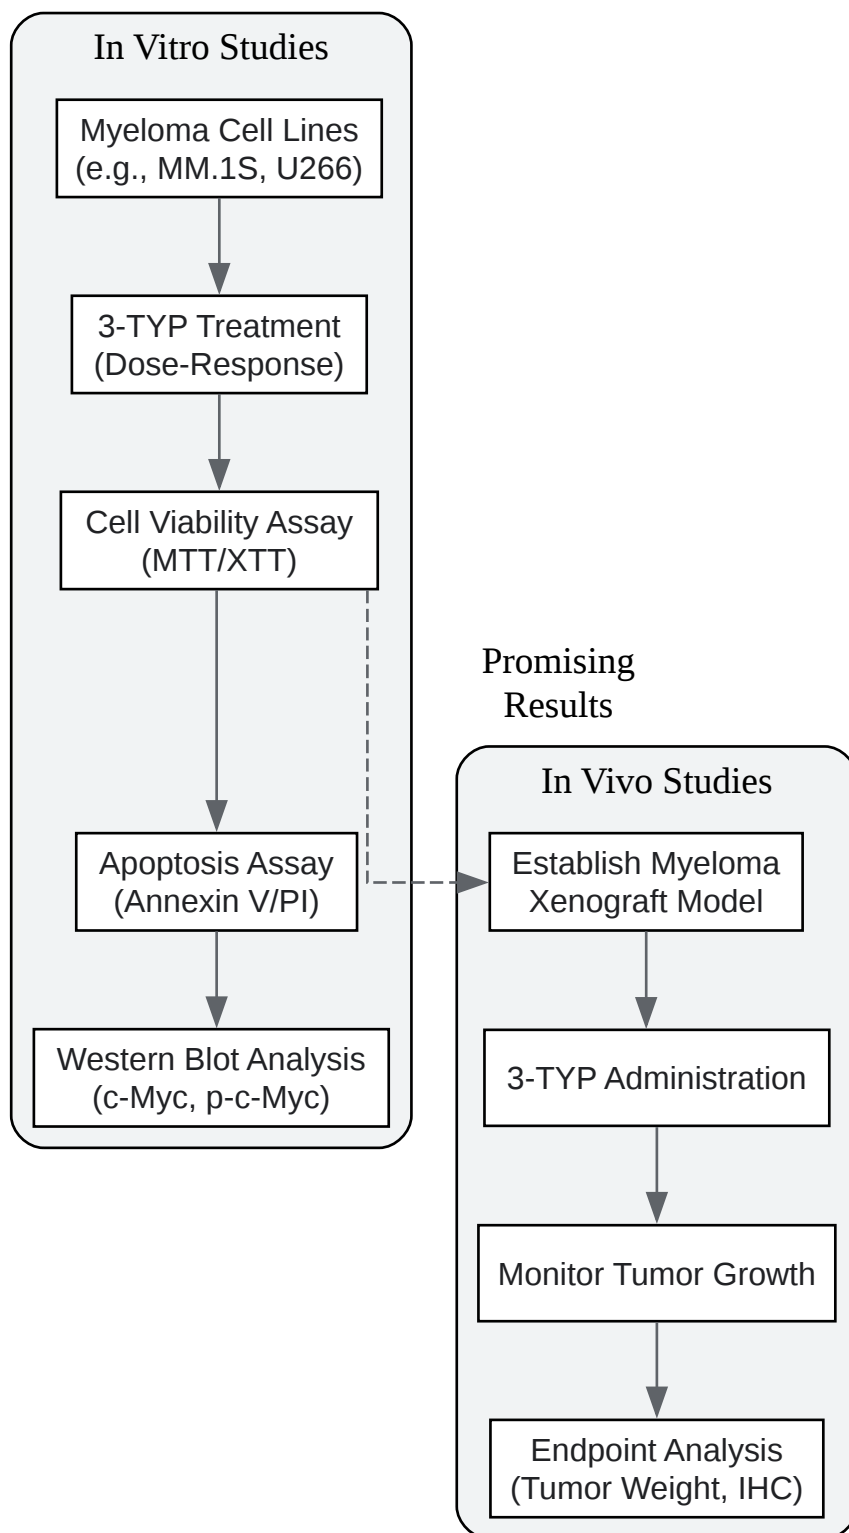 In Vitro Studies
Myeloma Cell Lines
(e.g., MM.1S, U266)
3-TYP Treatment
(Dose-Response)
Cell Viability Assay
(MTT/XTT)
Apoptosis Assay
(Annexin V/PI)
Western Blot Analysis
(c-Myc, p-c-Myc)
Promising
Results
In Vivo Studies
Establish Myeloma
Xenograft Model
3-TYP Administration
Monitor Tumor Growth
Endpoint Analysis
(Tumor Weight, IHC)